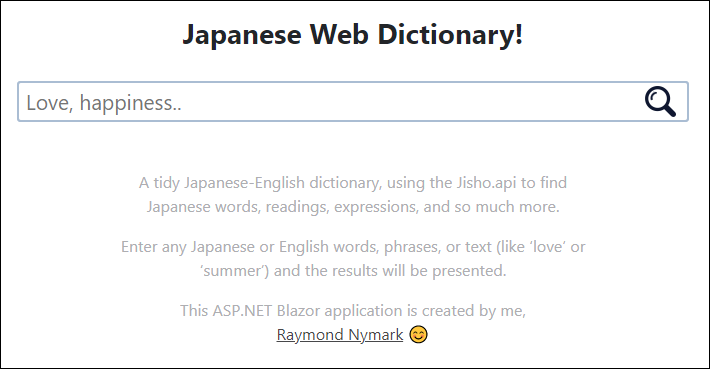 Japanese Web Dictionary!
Love, happiness..
A tidy Japanese-English dictionary, using the Jisho.api to find
Japanese words, readings, expressions, and so much more.
Enter any Japanese or English words, phrases, or text (like ‘love’ or
‘summer’) and the results will be presented.
This ASP.NET Blazor application is created by me,
Raymond Nymark 😊